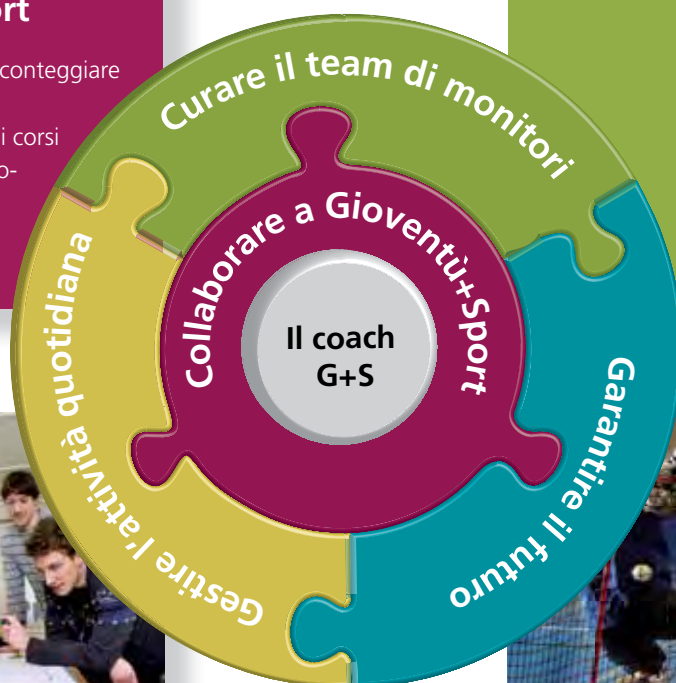 conteggiare
i corsi
Curare il team di monitori
Collaborare a Gioventù+Sport
Il coach
G+S
Gestire l'attività quotidiana
Garantire il futuro